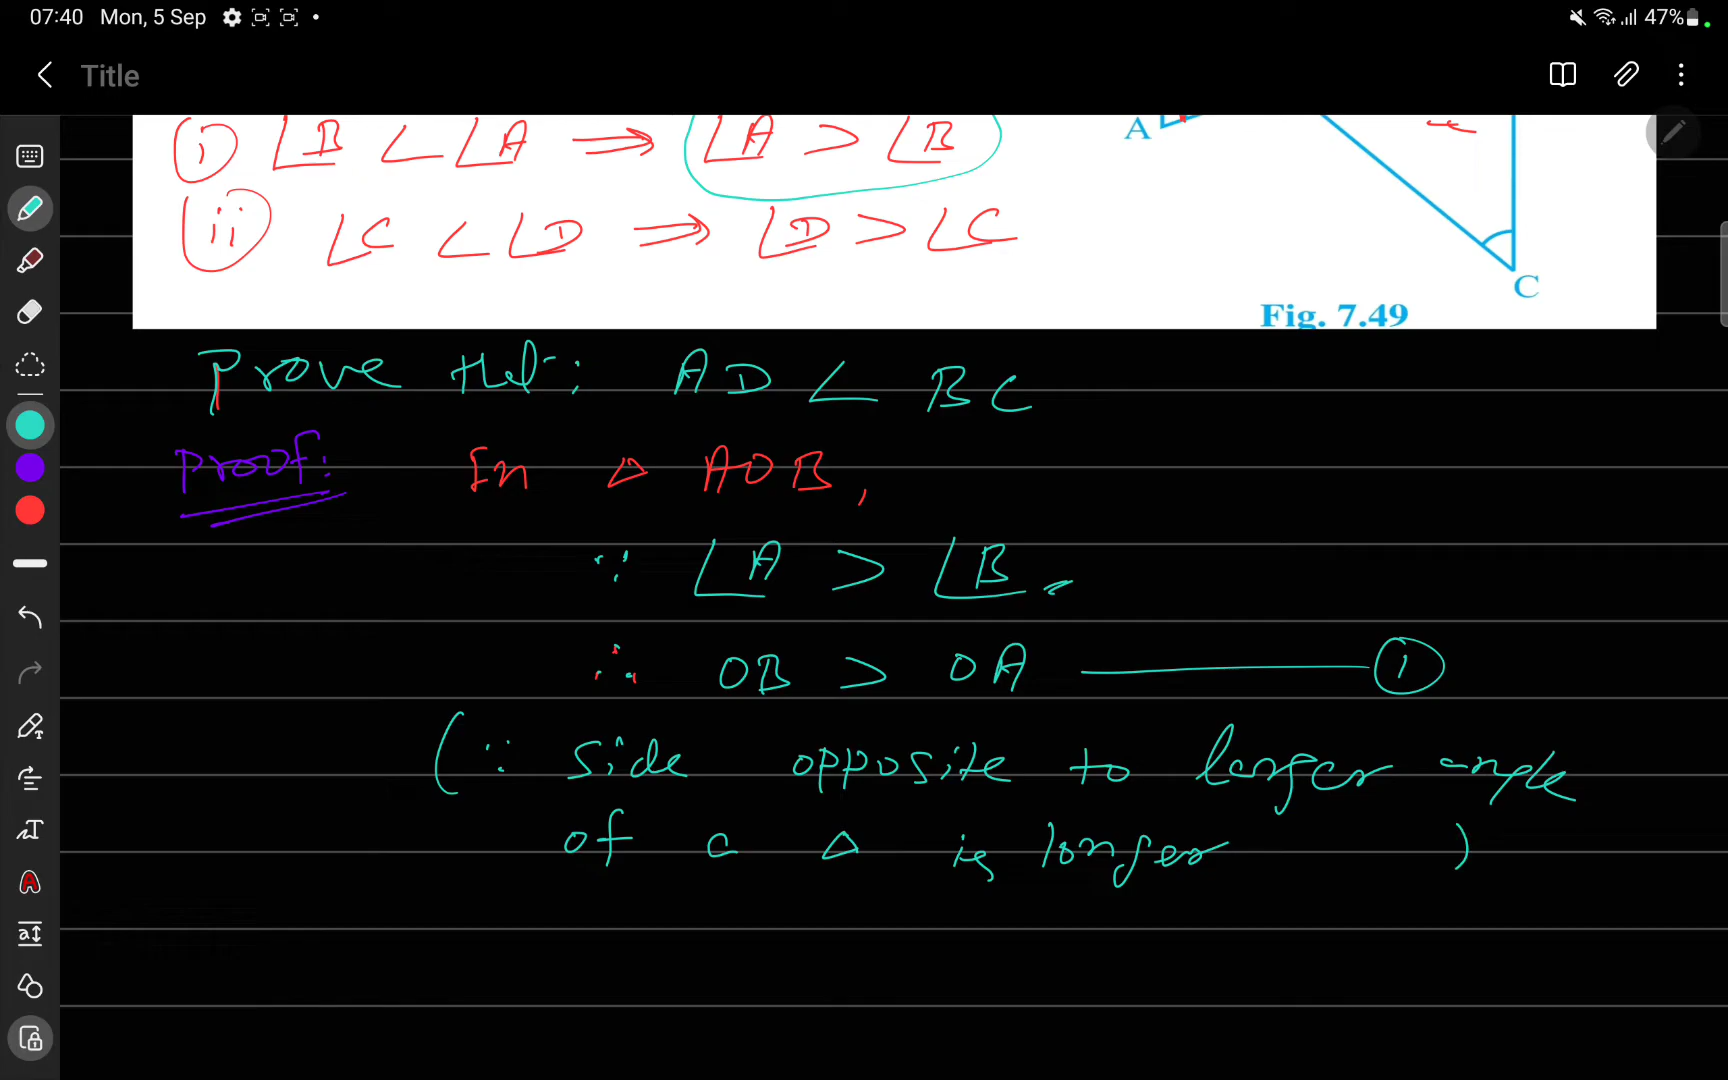 07:40 Mon, 5 Sep 47%
Title
(i) ∠B < ∠A ⇒ ∠A > ∠B
A
(ii) ∠C < ∠D ⇒ ∠D > ∠C
C
Fig. 7.49
Prove that: AD < BC
Proof: In △ AOB,
∵ ∠A > ∠B.
∴ OB > OA ——— (1)
(∵ side opposite to larger angle
of a △ is longer )